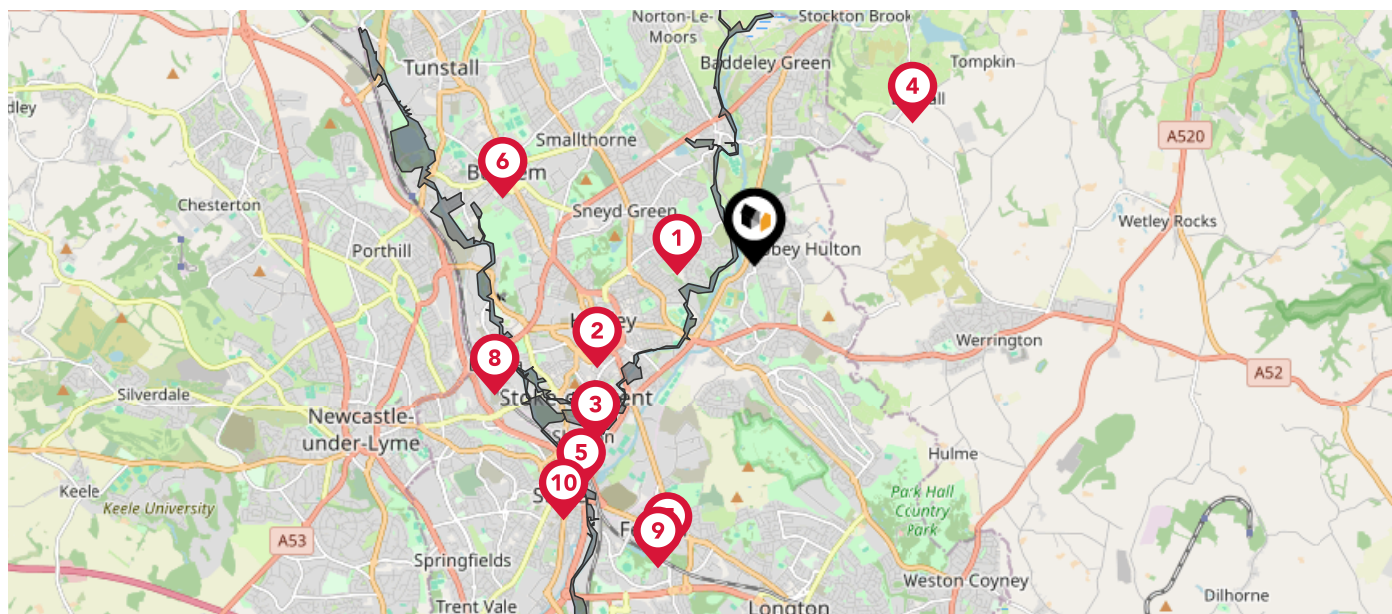 Norton-Le-
Moors
Stockton Brook
Tunstall
Baddeley Green
Tompkin
4
A520
Smallthorne
6
Chesterton
Sneyd Green
Wetley Rocks
1
Porthill
Hulton
2
Werrington
8
A52
Silverdale
3
Newcastle-
under-Lyme
5
Hulme
10
Keele
Keele University
Park Hall
Country
Park
9
A53
Springfields
Weston Coyney
Dilhorne
Trent Vale
Longton